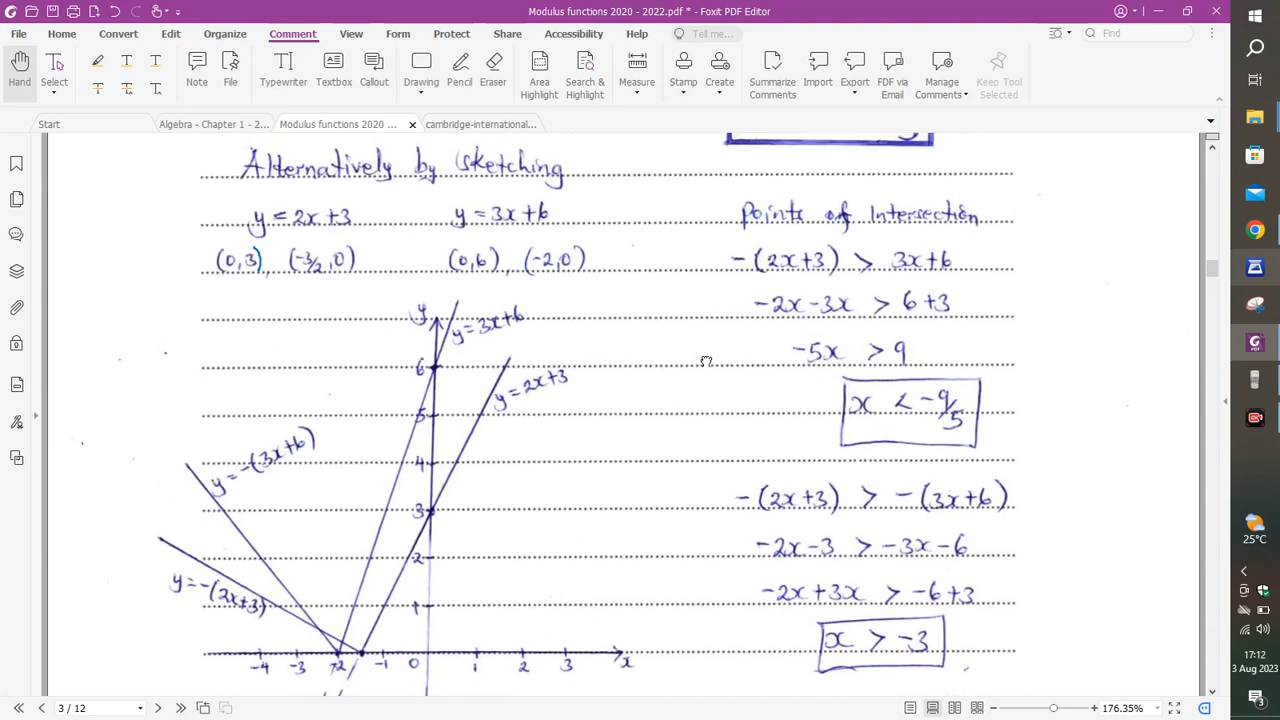 Modulus functions 2020 - 2022.pdf * - Foxit PDF Editor
File Home Convert Edit Organize Comment View Form Protect Share Accessibility Help Tell me... Find
Hand Select Note File Typewriter Textbox Callout Drawing Pencil Eraser Area Highlight Search & Highlight Measure Stamp Create Summarize Comments Import Export FDF via Email Manage Comments Keep Tool Selected
Start Algebra - Chapter 1 - 2... Modulus functions 2020 ... cambridge-international...
Alternatively by sketching
y = 2x + 3 y = 3x + 6 Points of Intersection
(0,3), (-3/2,0) (0,6), (-2,0) -(2x+3) > 3x+6
-2x-3x > 6+3
y
y=3x+6
-5x > 9
6
y=2x+3
x < -9/5
5
y=-(3x+6)
4
3
-(2x+3) > -(3x+6)
2
-2x-3 > -3x-6
y=-(2x+3)
1
-2x+3x > -6+3
x > -3
-4 -3 -2 -1 0 1 2 3 x
3 / 12 176.35%
25°C
17:12
3 Aug 2023
3